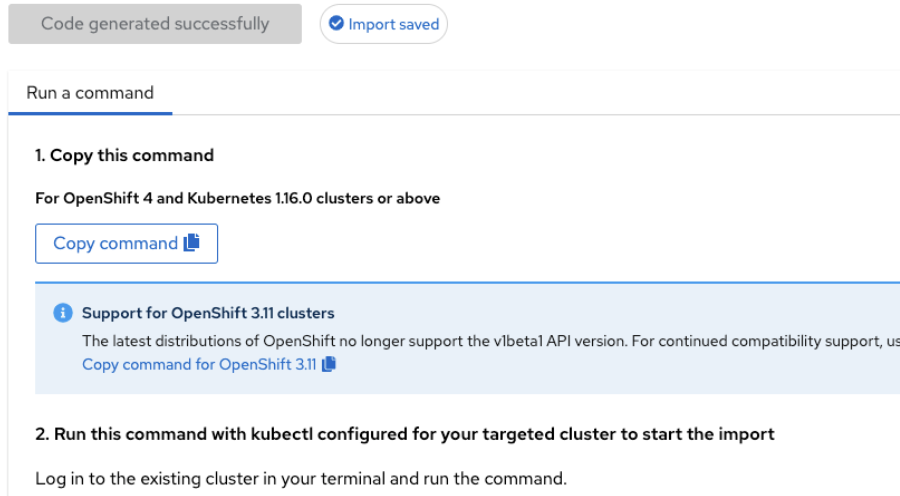 Code generated successfully
Import saved
Run a command
1. Copy this command
For OpenShift 4 and Kubernetes 1.16.0 clusters or above
Copy command
Support for OpenShift 3.11 clusters
The latest distributions of OpenShift no longer support the v1beta1 API version. For continued compatibility support, us
Copy command for OpenShift 3.11
2. Run this command with kubectl configured for your targeted cluster to start the import
Log in to the existing cluster in your terminal and run the command.